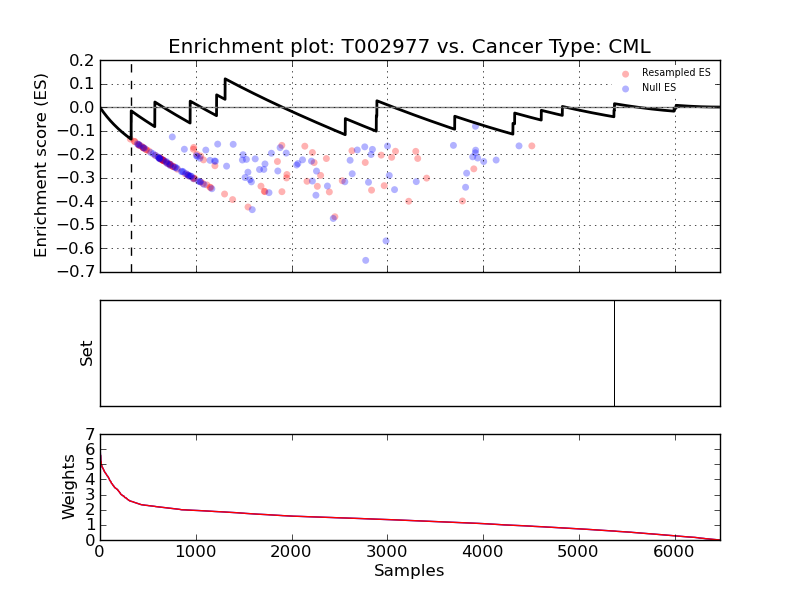 Enrichment plot: T002977 vs. Cancer Type: CML
Enrichment score (ES)
0.2
0.1
0.0
−0.1
−0.2
−0.3
−0.4
−0.5
−0.6
−0.7
Resampled ES
Null ES
Set
Weights
7
6
5
4
3
2
1
0
0 1000 2000 3000 4000 5000 6000
Samples